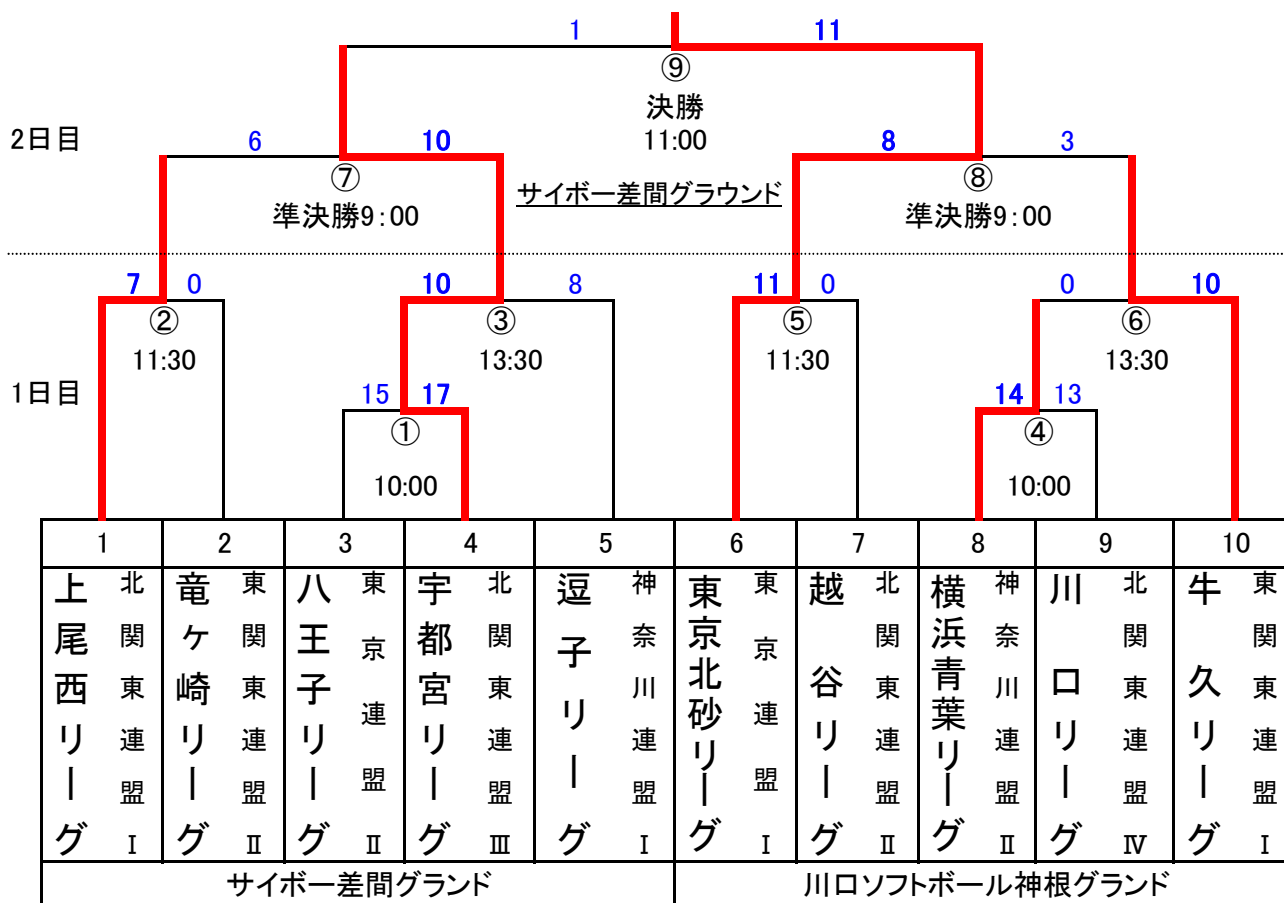 1 11
⑨
決勝
2日目 11:00
6 10 8 3
⑦ ⑧
サイボー差間グラウンド
準決勝9:00 準決勝9:00
7 0 10 8 11 0 0 10
② ③ ⑤ ⑥
11:30 13:30 11:30 13:30
1日目
15 17 14 13
① ④
10:00 10:00
1 2 3 4 5 6 7 8 9 10
上尾西リーグ 北関東連盟Ⅰ
竜ヶ崎リーグ 東関東連盟Ⅱ
八王子リーグ 東京連盟Ⅱ
宇都宮リーグ 北関東連盟Ⅲ
逗子リーグ 神奈川連盟Ⅰ
東京北砂リーグ 東京連盟Ⅰ
越谷リーグ 北関東連盟Ⅱ
横浜青葉リーグ 神奈川連盟Ⅱ
川口リーグ 北関東連盟Ⅳ
牛久リーグ 東関東連盟Ⅰ
サイボー差間グランド 川口ソフトボール神根グランド